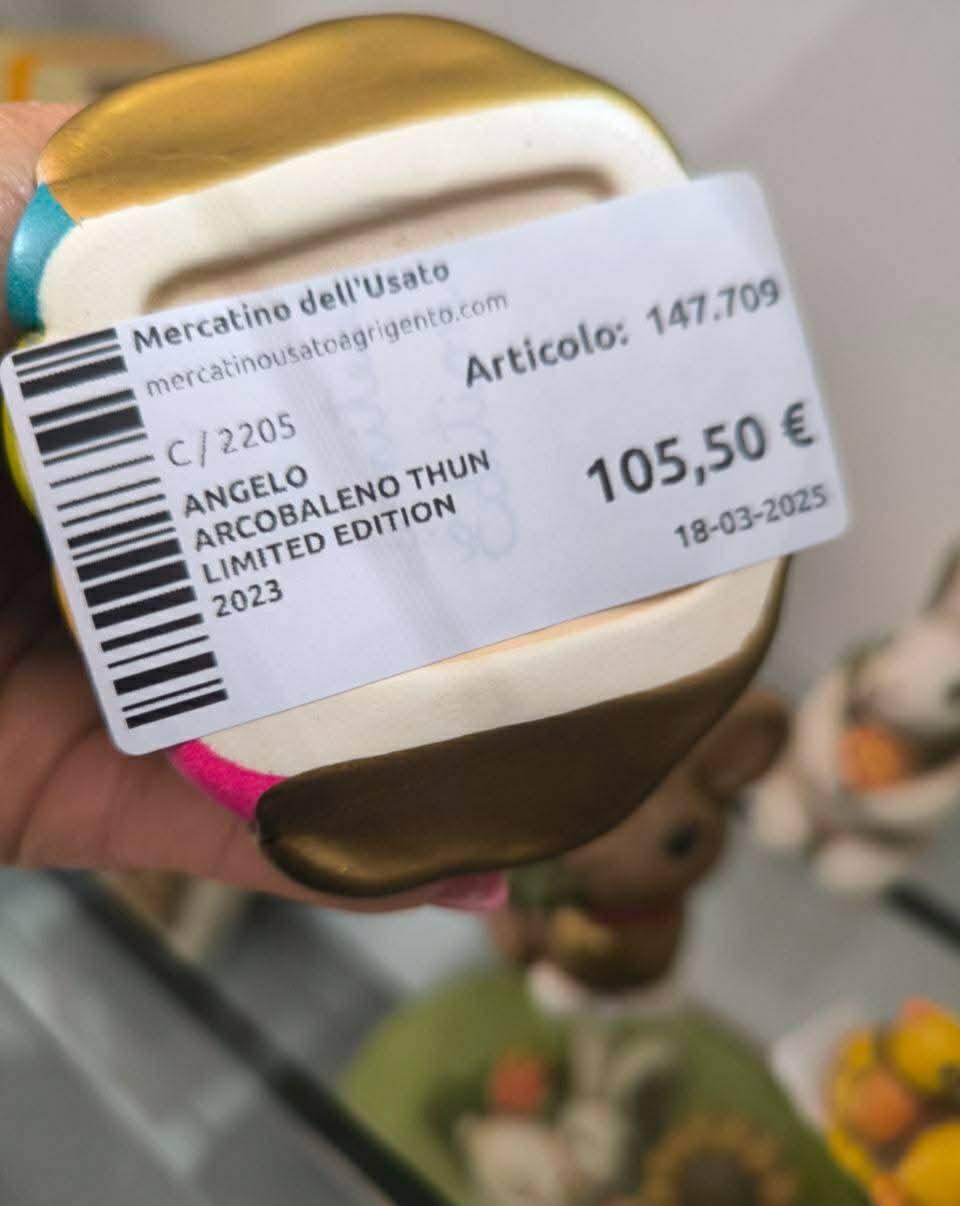 Mercatino dell'Usato
mercatinousatoagrigento.com
Articolo: 147.709
C / 2205
ANGELO
ARCOBALENO THUN
LIMITED EDITION
2023
105,50 €
18-03-2025